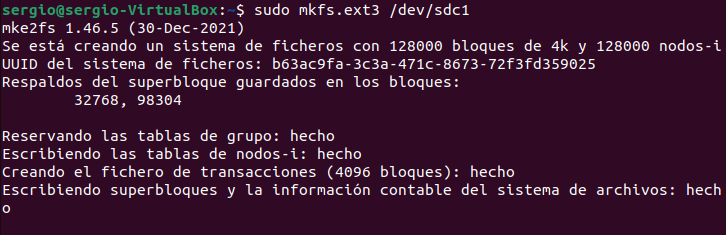 sergio@sergio-VirtualBox:~$ sudo mkfs.ext3 /dev/sdc1
mke2fs 1.46.5 (30-Dec-2021)
Se está creando un sistema de ficheros con 128000 bloques de 4k y 128000 nodos-i
UUID del sistema de ficheros: b63ac9fa-3c3a-471c-8673-72f3fd359025
Respaldos del superbloque guardados en los bloques:
32768, 98304
Reservando las tablas de grupo: hecho
Escribiendo las tablas de nodos-i: hecho
Creando el fichero de transacciones (4096 bloques): hecho
Escribiendo superbloques y la información contable del sistema de archivos: hech
o